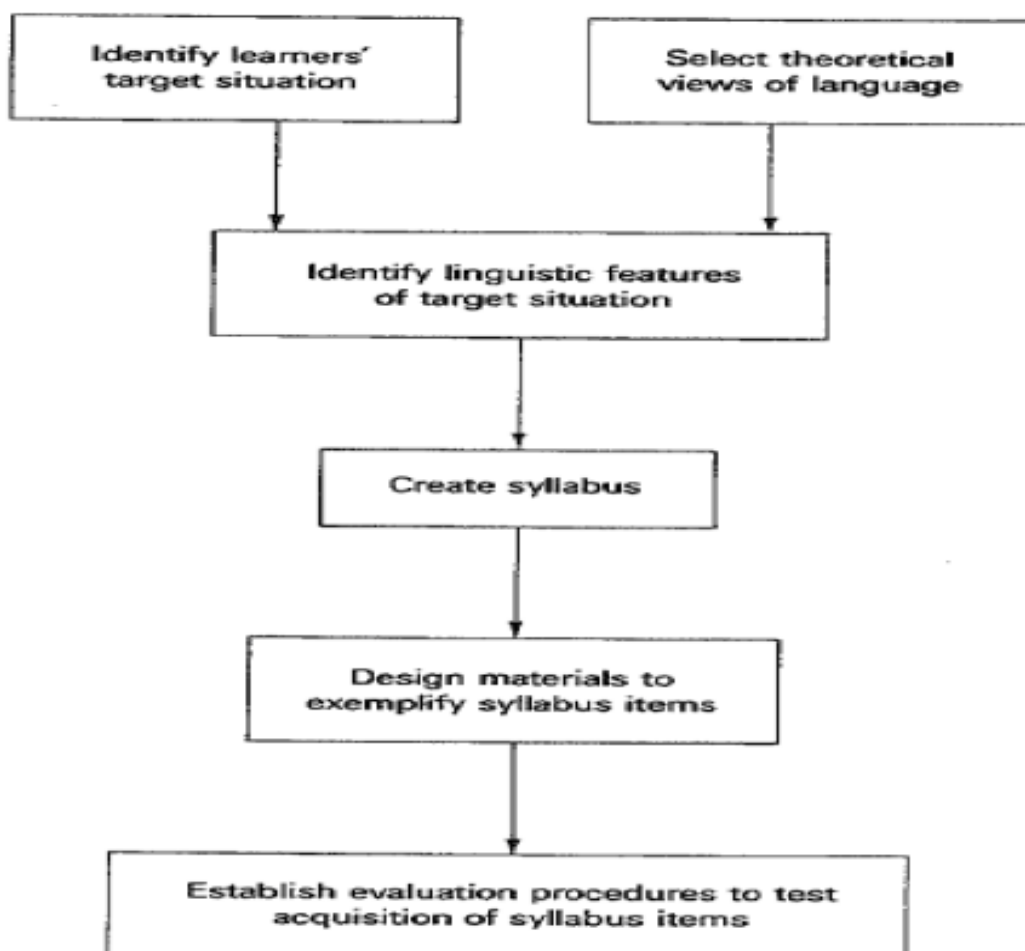 Identify learners'
target situation
Select theoretical
views of language
Identify linguistic features
of target situation
Create syllabus
Design materials to
exemplify syllabus items
Establish evaluation procedures to test
acquisition of syllabus items